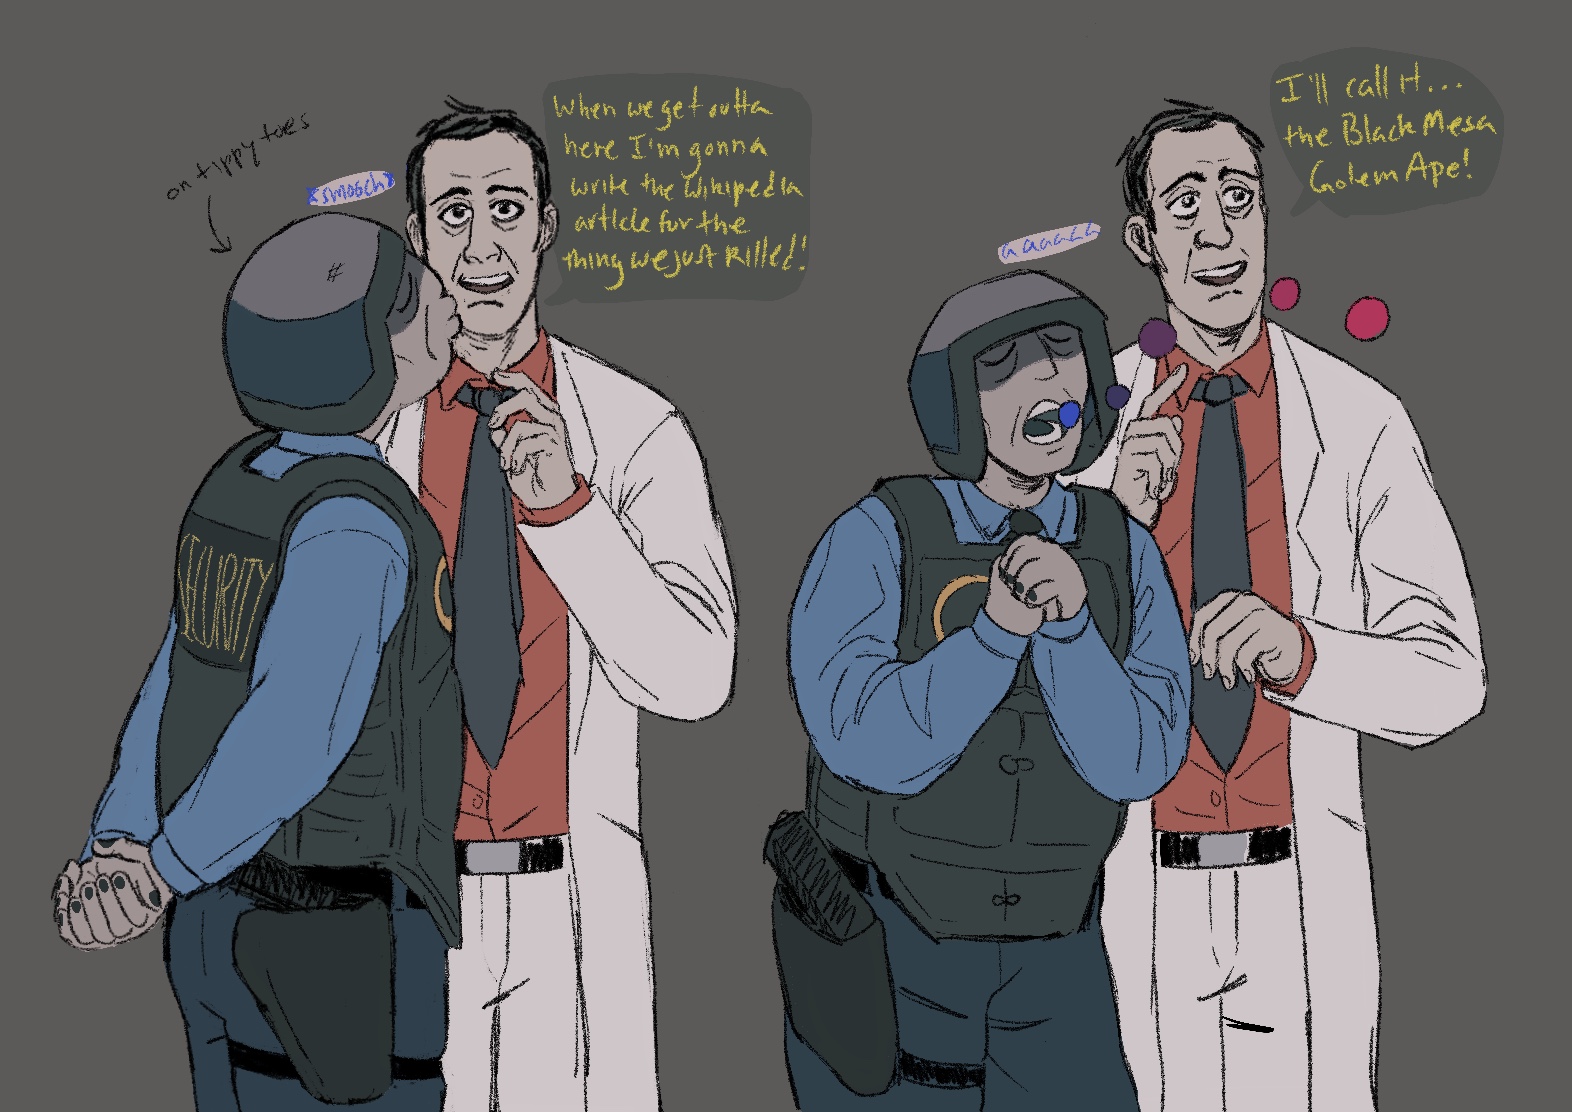 on tippy toes
*smooch*
When we get outta
here I'm gonna
write the wikipedia
article for the
thing we just killed!
#
SECURITY
I'll call it...
the Black Mesa
Golem Ape!